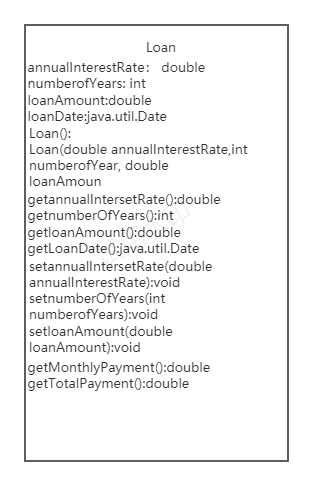 Loan
annualInterestRate： double
numberofYears: int
loanAmount:double
loanDate:java.util.Date
Loan():
Loan(double annualInterestRate,int
numberofYear, double
loanAmoun
getannualIntersetRate():double
getnumberOfYears():int
getloanAmount():double
getLoanDate():java.util.Date
setannualIntersetRate(double
annualInterestRate):void
setnumberOfYears(int
numberofYears):void
setloanAmount(double
loanAmount):void
getMonthlyPayment():double
getTotalPayment():double